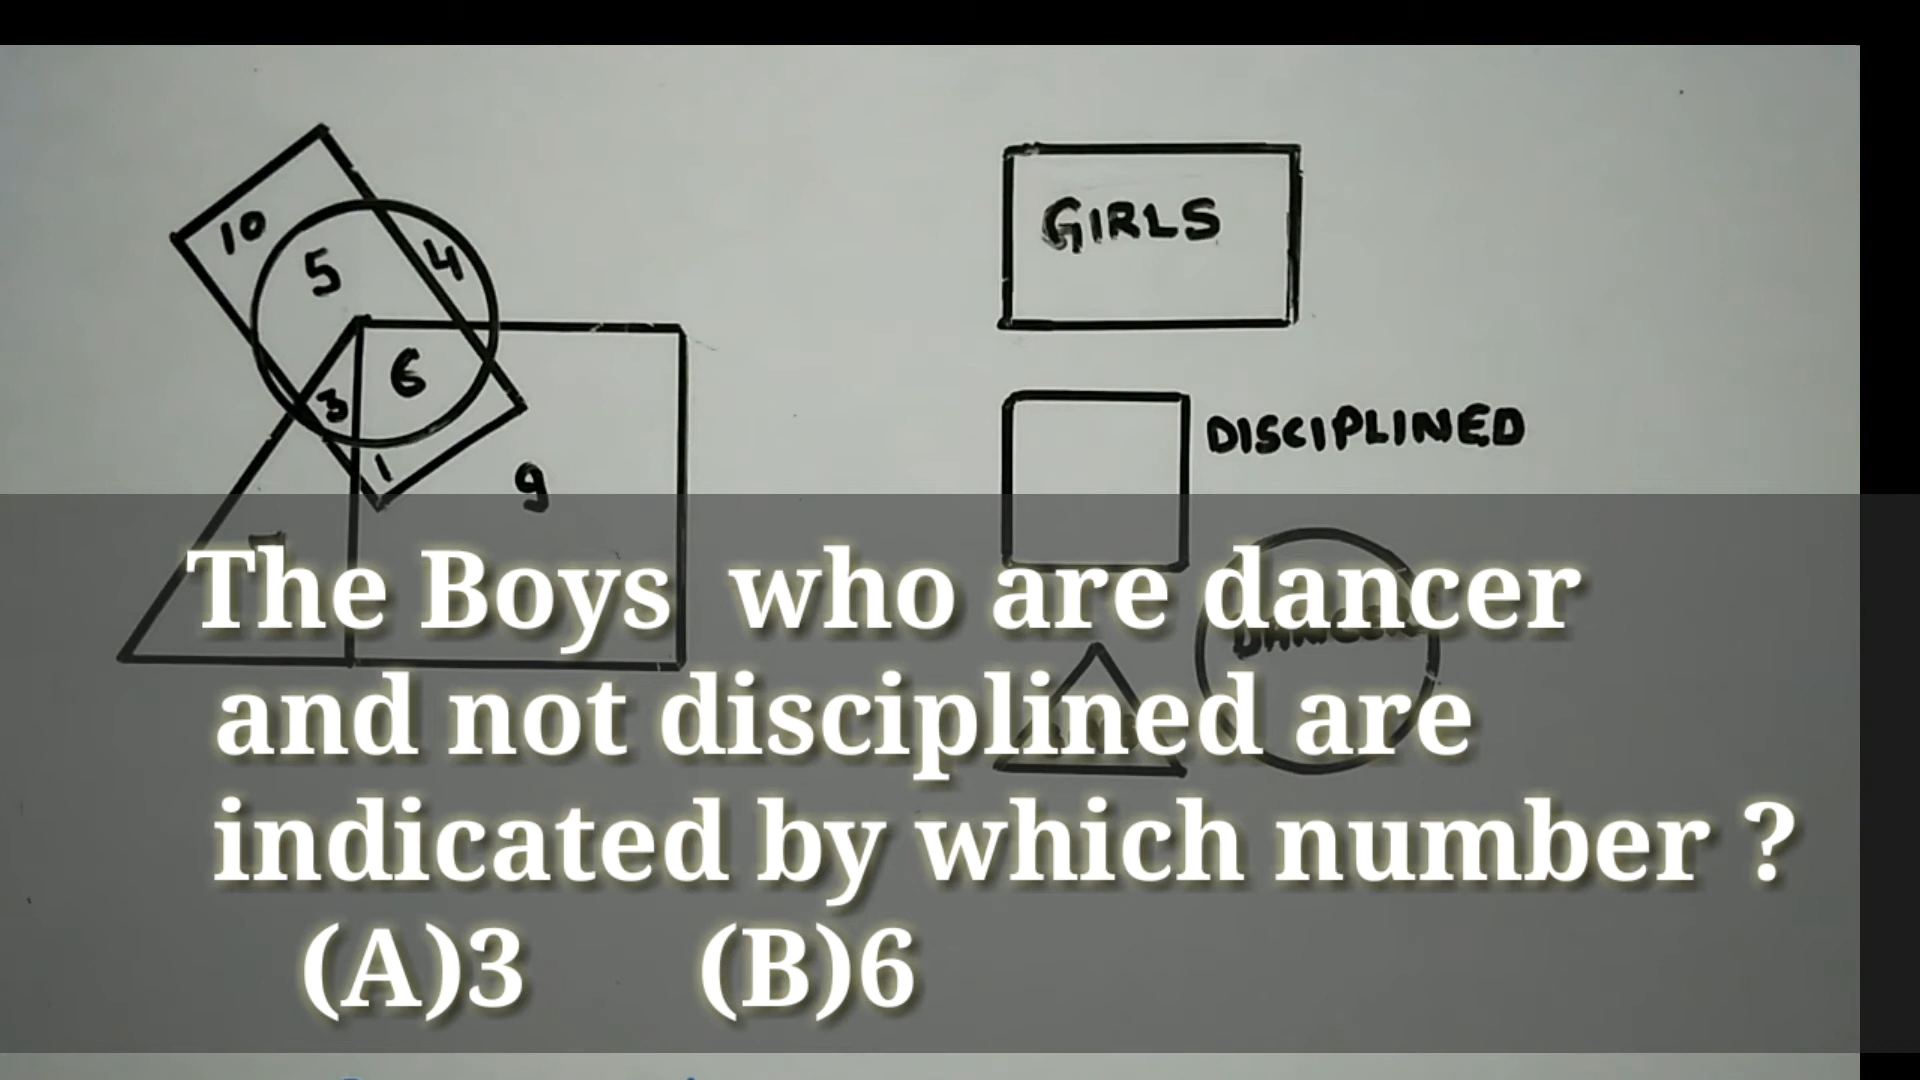 10
5
4
6
3
1
9
GIRLS
DISCIPLINED
DANCER
The Boys who are dancer
and not disciplined are
indicated by which number ?
(A)3 (B)6